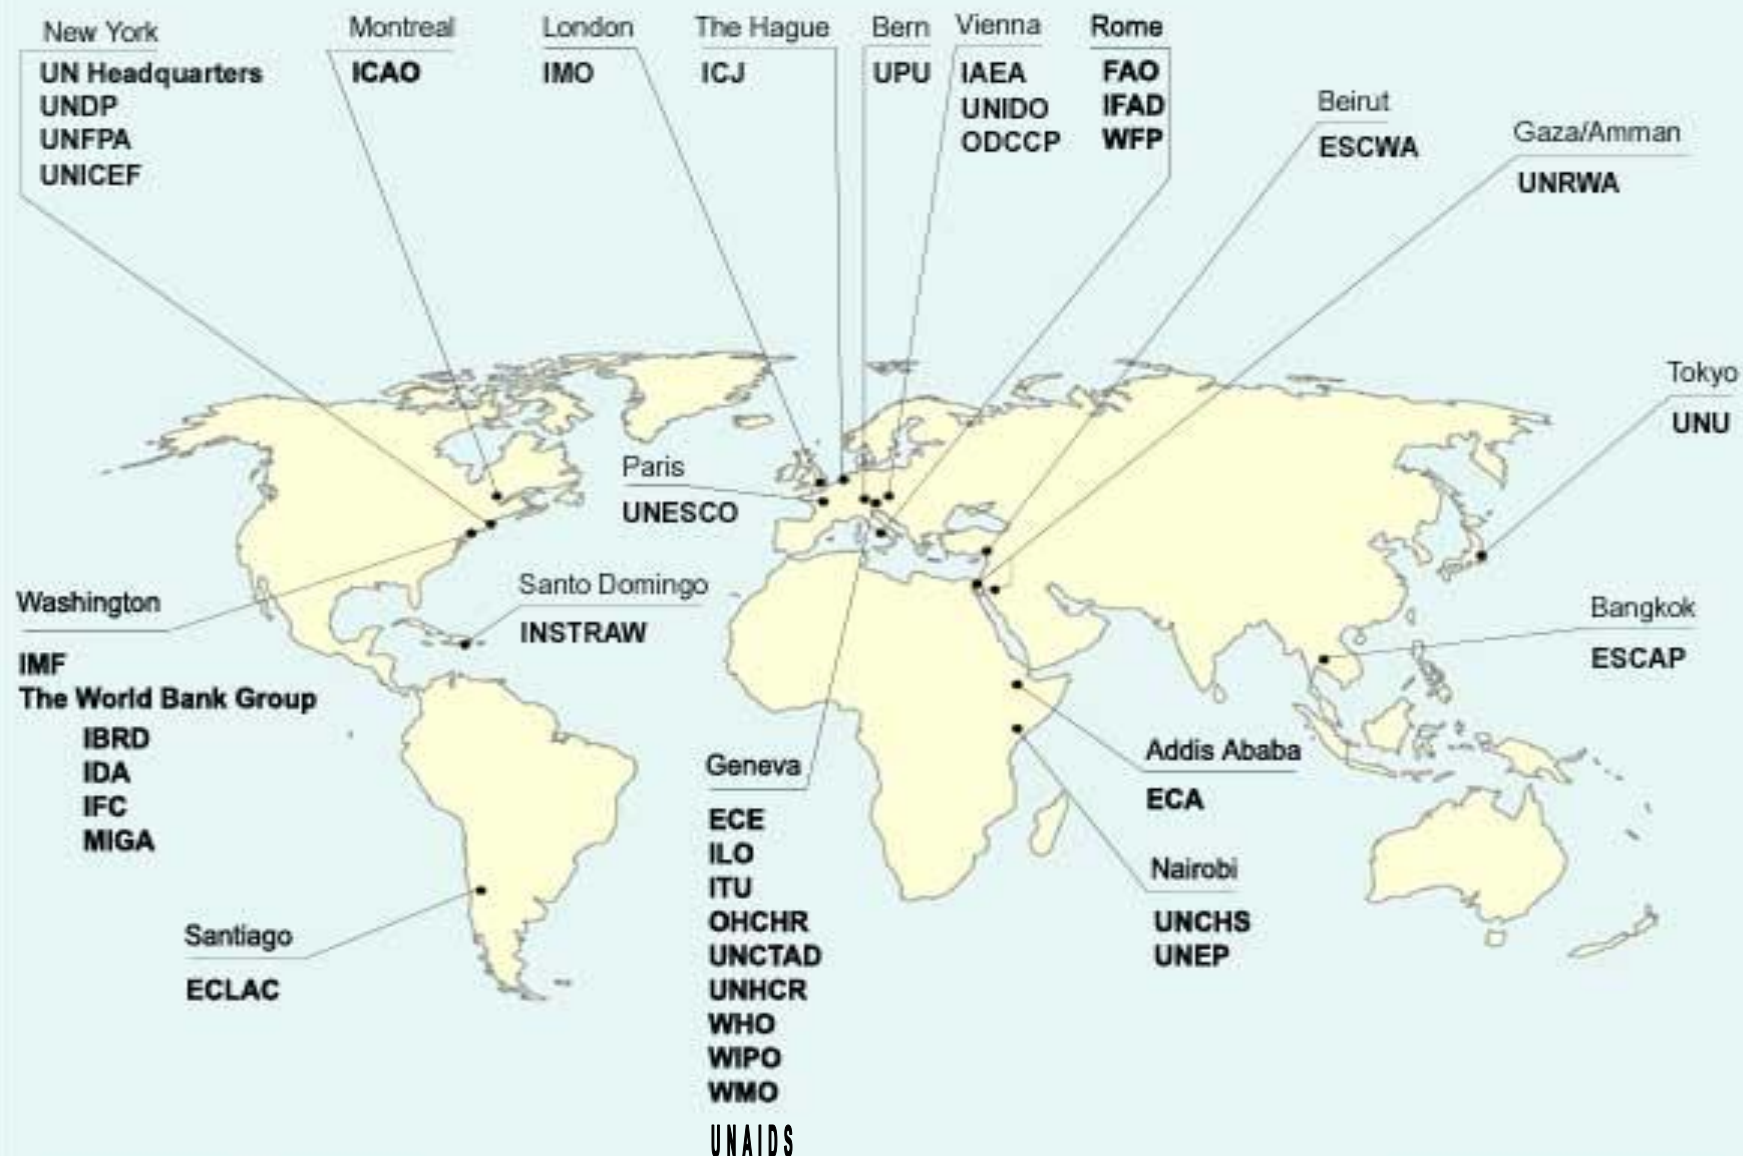 New York
UN Headquarters
UNDP
UNFPA
UNICEF
Montreal
ICAO
London
IMO
The Hague
ICJ
Bern
UPU
Vienna
IAEA
UNIDO
ODCCP
Rome
FAO
IFAD
WFP
Beirut
ESCWA
Gaza/Amman
UNRWA
Tokyo
UNU
Paris
UNESCO
Washington
IMF
The World Bank Group
IBRD
IDA
IFC
MIGA
Santo Domingo
INSTRAW
Bangkok
ESCAP
Geneva
ECE
ILO
ITU
OHCHR
UNCTAD
UNHCR
WHO
WIPO
WMO
UNAIDS
Addis Ababa
ECA
Nairobi
UNCHS
UNEP
Santiago
ECLAC